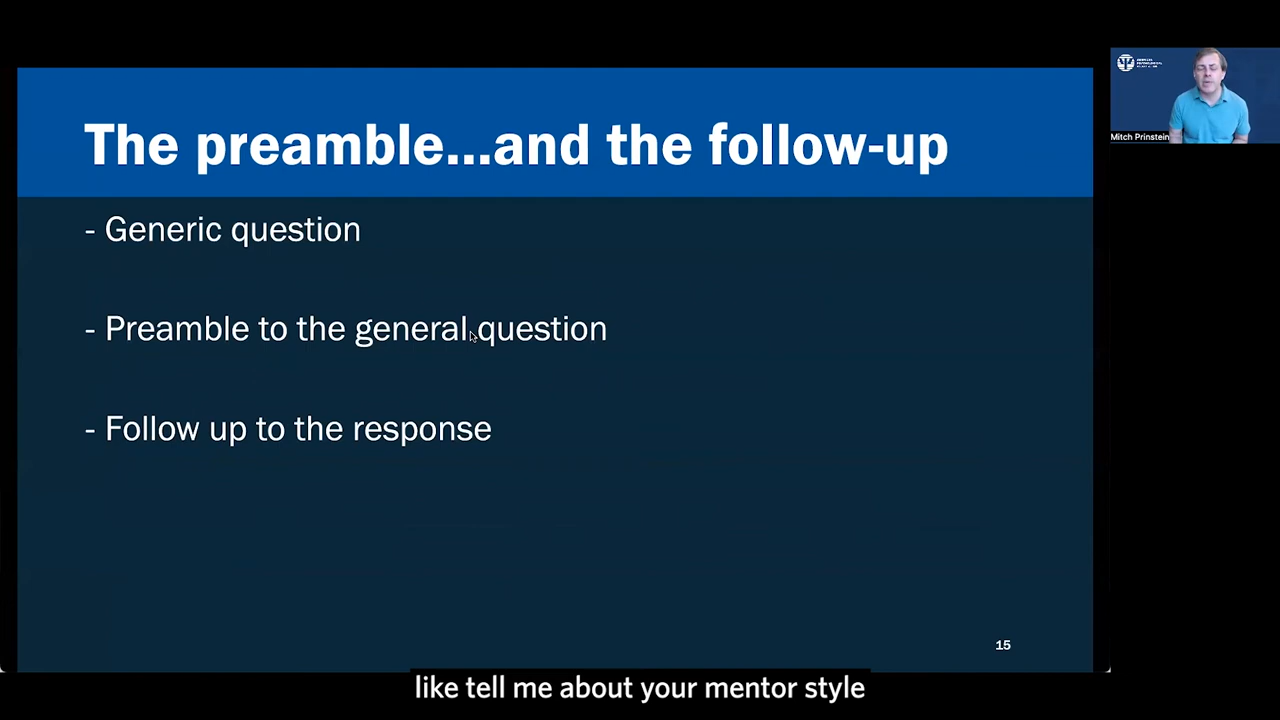 The preamble...and the follow-up
- Generic question
- Preamble to the general question
- Follow up to the response
15
like tell me about your mentor style
Mitch Prinstein